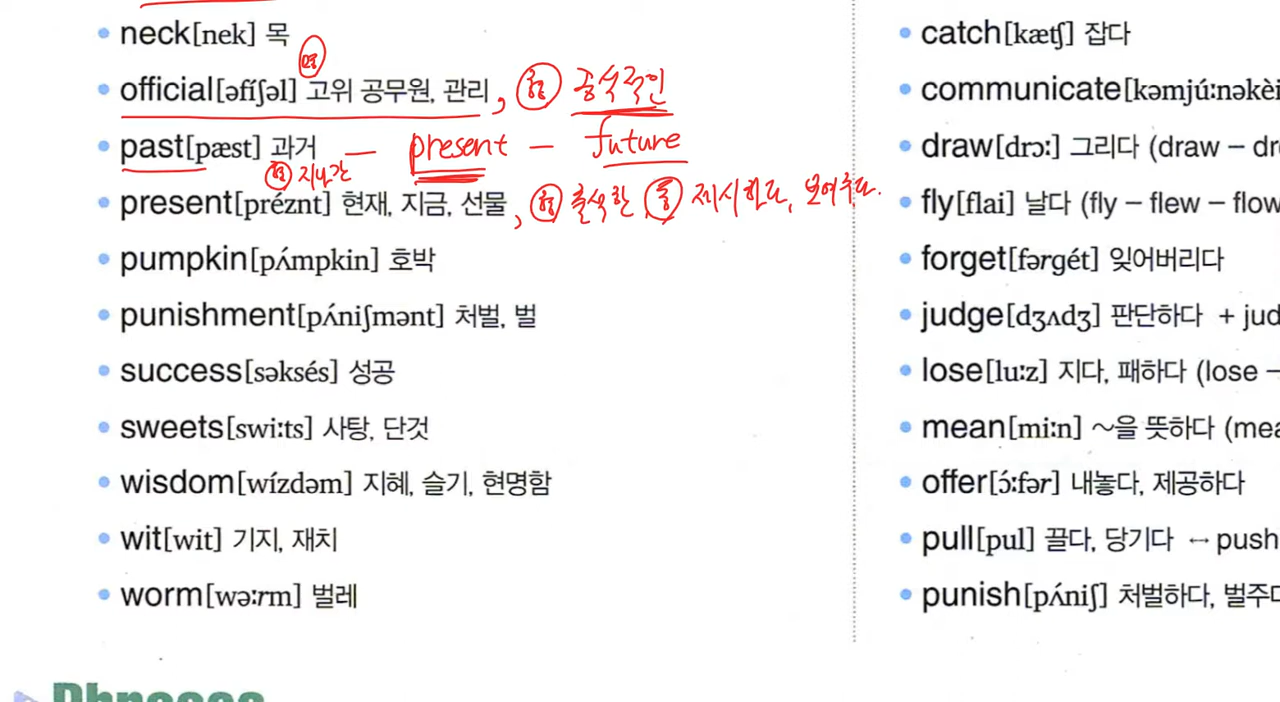 neck[nek] 목
명
official[əfíʃəl] 고위 공무원, 관리, 형 공식적인
past[pæst] 과거 — present — future
형 지나간
present[préznt] 현재, 지금, 선물, 형 출석한 동 제시하다, 보여주다.
pumpkin[pʌ́mpkin] 호박
punishment[pʌ́niʃmənt] 처벌, 벌
success[səksés] 성공
sweets[swi:ts] 사탕, 단것
wisdom[wízdəm] 지혜, 슬기, 현명함
wit[wit] 기지, 재치
worm[wə:rm] 벌레
catch[kætʃ] 잡다
communicate[kəmjú:nəkèi
draw[drɔ:] 그리다 (draw – dr
fly[flai] 날다 (fly – flew – flow
forget[fərgét] 잊어버리다
judge[dʒʌdʒ] 판단하다 + jud
lose[lu:z] 지다, 패하다 (lose –
mean[mi:n] ~을 뜻하다 (mea
offer[ɔ́:fər] 내놓다, 제공하다
pull[pul] 끌다, 당기다 ↔ push
punish[pʌ́niʃ] 처벌하다, 벌주다
Phrases